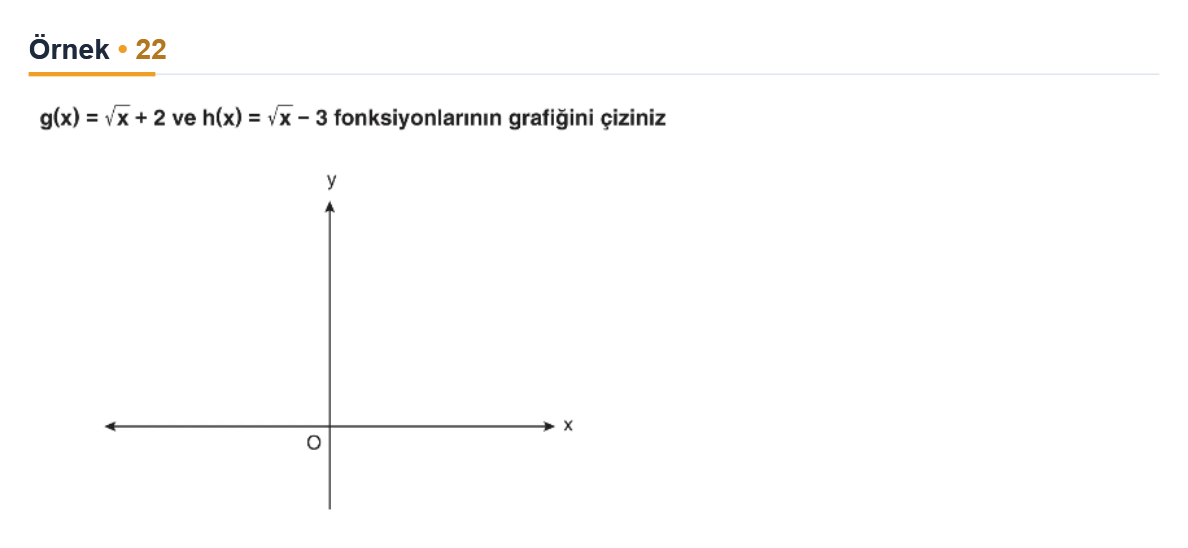 Örnek • 22
g(x) = √x + 2 ve h(x) = √x − 3 fonksiyonlarının grafiğini çiziniz
y
x
O